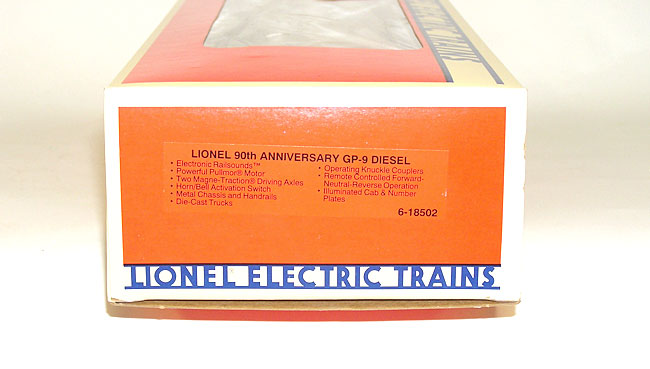 LIONEL 90th ANNIVERSARY GP-9 DIESEL
• Electronic Railsounds™
• Powerful Pullmor® Motor
• Two Magne-Traction® Driving Axles
• Horn/Bell Activation Switch
• Metal Chassis and Handrails
• Die-Cast Trucks
• Operating Knuckle Couplers
• Remote Controlled Forward-
Neutral-Reverse Operation
• Illuminated Cab & Number
Plates
6-18502
LIONEL ELECTRIC TRAINS